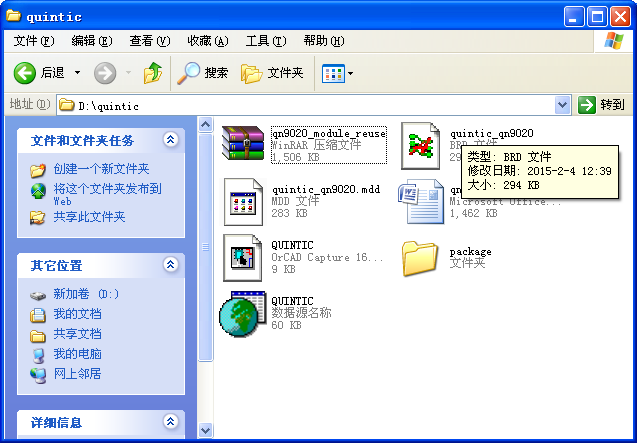 quintic
文件(F) 编辑(E) 查看(V) 收藏(A) 工具(T) 帮助(H)
后退 搜索 文件夹
地址(D) D:\quintic 转到
文件和文件夹任务
创建一个新文件夹
将这个文件夹发布到
Web
共享此文件夹
其它位置
新加卷 (D:)
我的文档
共享文档
我的电脑
网上邻居
详细信息
qn9020_module_reuse
WinRAR 压缩文件
1,506 KB
quintic_qn9020
类型: BRD 文件
修改日期: 2015-2-4 12:39
大小: 294 KB
quintic_qn9020.mdd
MDD 文件
283 KB
Microsoft Office...
1,462 KB
QUINTIC
OrCAD Capture 16...
9 KB
package
文件夹
QUINTIC
数据源名称
60 KB